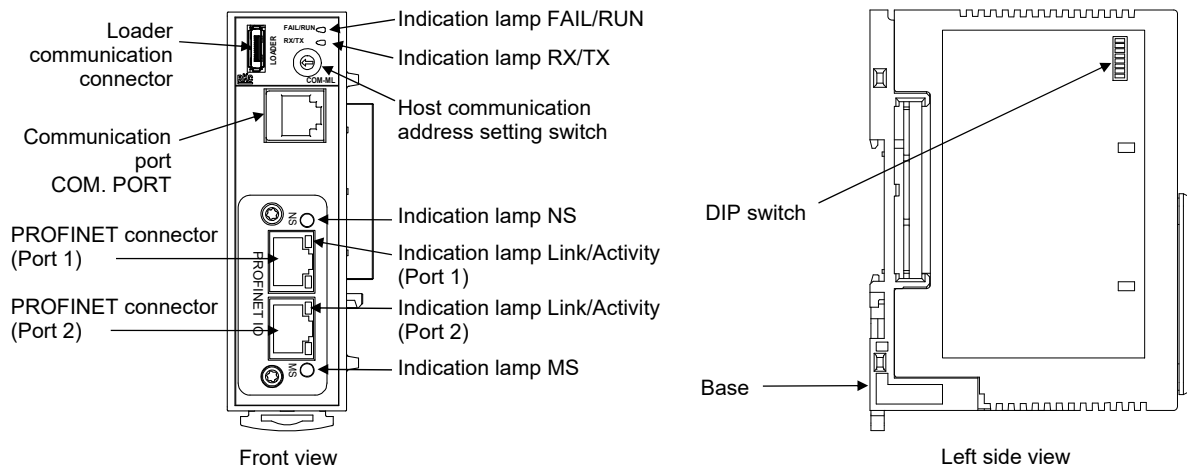 Loader
communication
connector
Communication
port
COM. PORT
PROFINET connector
(Port 1)
PROFINET connector
(Port 2)
FAIL/RUN
RX/TX
LOADER
COM-ML
NS
PROFINET IO
MS
Indication lamp FAIL/RUN
Indication lamp RX/TX
Host communication
address setting switch
Indication lamp NS
Indication lamp Link/Activity
(Port 1)
Indication lamp Link/Activity
(Port 2)
Indication lamp MS
Front view
DIP switch
Base
Left side view